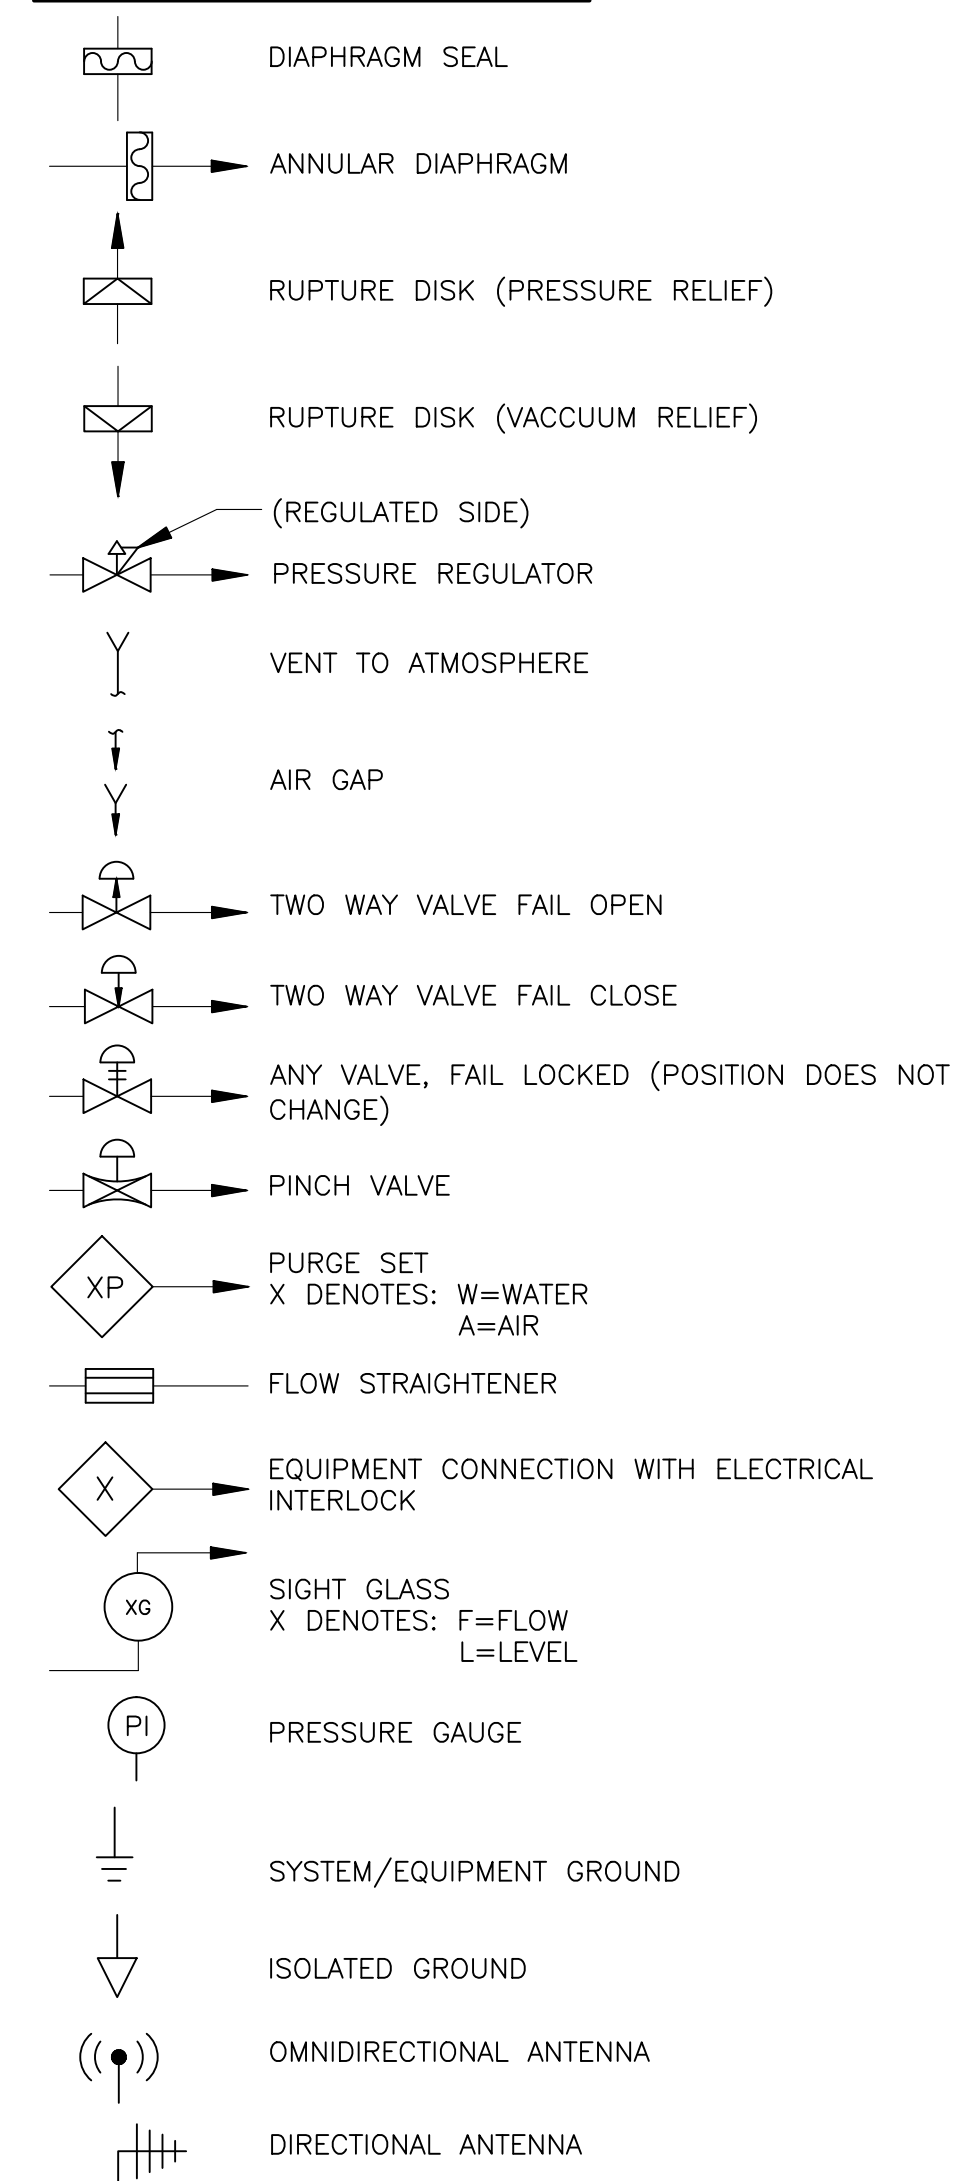 DIAPHRAGM SEAL
ANNULAR DIAPHRAGM
RUPTURE DISK (PRESSURE RELIEF)
RUPTURE DISK (VACCUUM RELIEF)
(REGULATED SIDE)
PRESSURE REGULATOR
VENT TO ATMOSPHERE
AIR GAP
TWO WAY VALVE FAIL OPEN
TWO WAY VALVE FAIL CLOSE
ANY VALVE, FAIL LOCKED (POSITION DOES NOT
CHANGE)
PINCH VALVE
XP
PURGE SET
X DENOTES: W=WATER
A=AIR
FLOW STRAIGHTENER
X
EQUIPMENT CONNECTION WITH ELECTRICAL
INTERLOCK
XG
SIGHT GLASS
X DENOTES: F=FLOW
L=LEVEL
PI
PRESSURE GAUGE
SYSTEM/EQUIPMENT GROUND
ISOLATED GROUND
OMNIDIRECTIONAL ANTENNA
DIRECTIONAL ANTENNA